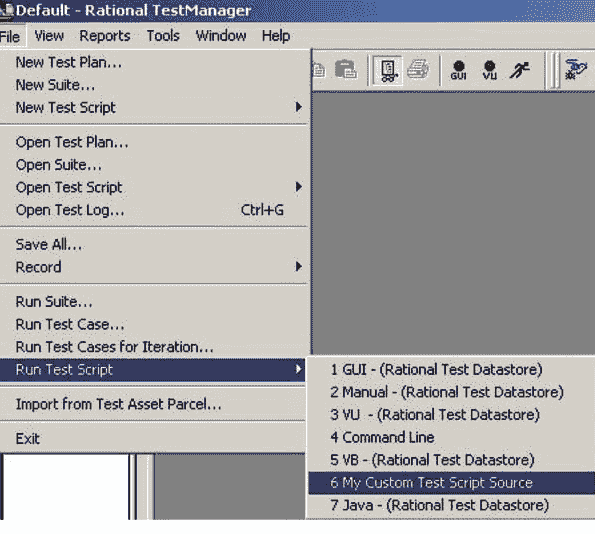 Default - Rational TestManager
File View Reports Tools Window Help
New Test Plan...
New Suite...
New Test Script
GUI VU
Open Test Plan...
Open Suite...
Open Test Script
Open Test Log... Ctrl+G
Save All...
Record
Run Suite...
Run Test Case...
Run Test Cases for Iteration...
Run Test Script
1 GUI - (Rational Test Datastore)
2 Manual - (Rational Test Datastore)
3 VU - (Rational Test Datastore)
4 Command Line
5 VB - (Rational Test Datastore)
6 My Custom Test Script Source
7 Java - (Rational Test Datastore)
Import from Test Asset Parcel...
Exit